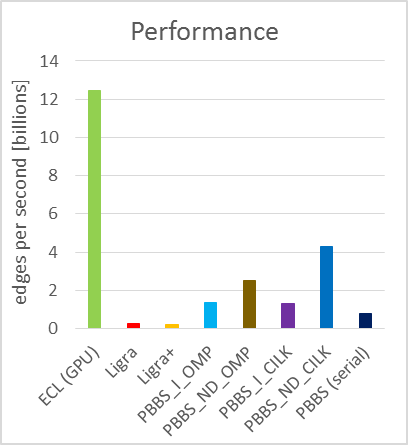 Performance
edges per second [billions]
14
12
10
8
6
4
2
0
ECL (GPU)
Ligra
Ligra+
PBBS_I_OMP
PBBS_ND_OMP
PBBS_I_CILK
PBBS_ND_CILK
PBBS (serial)